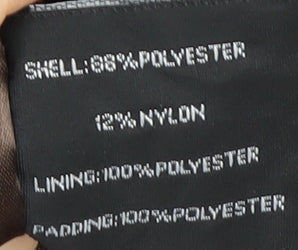 SHELL:88%POLYESTER
12% NYLON
LINING:100%POLYESTER
PADDING:100%POLYESTER